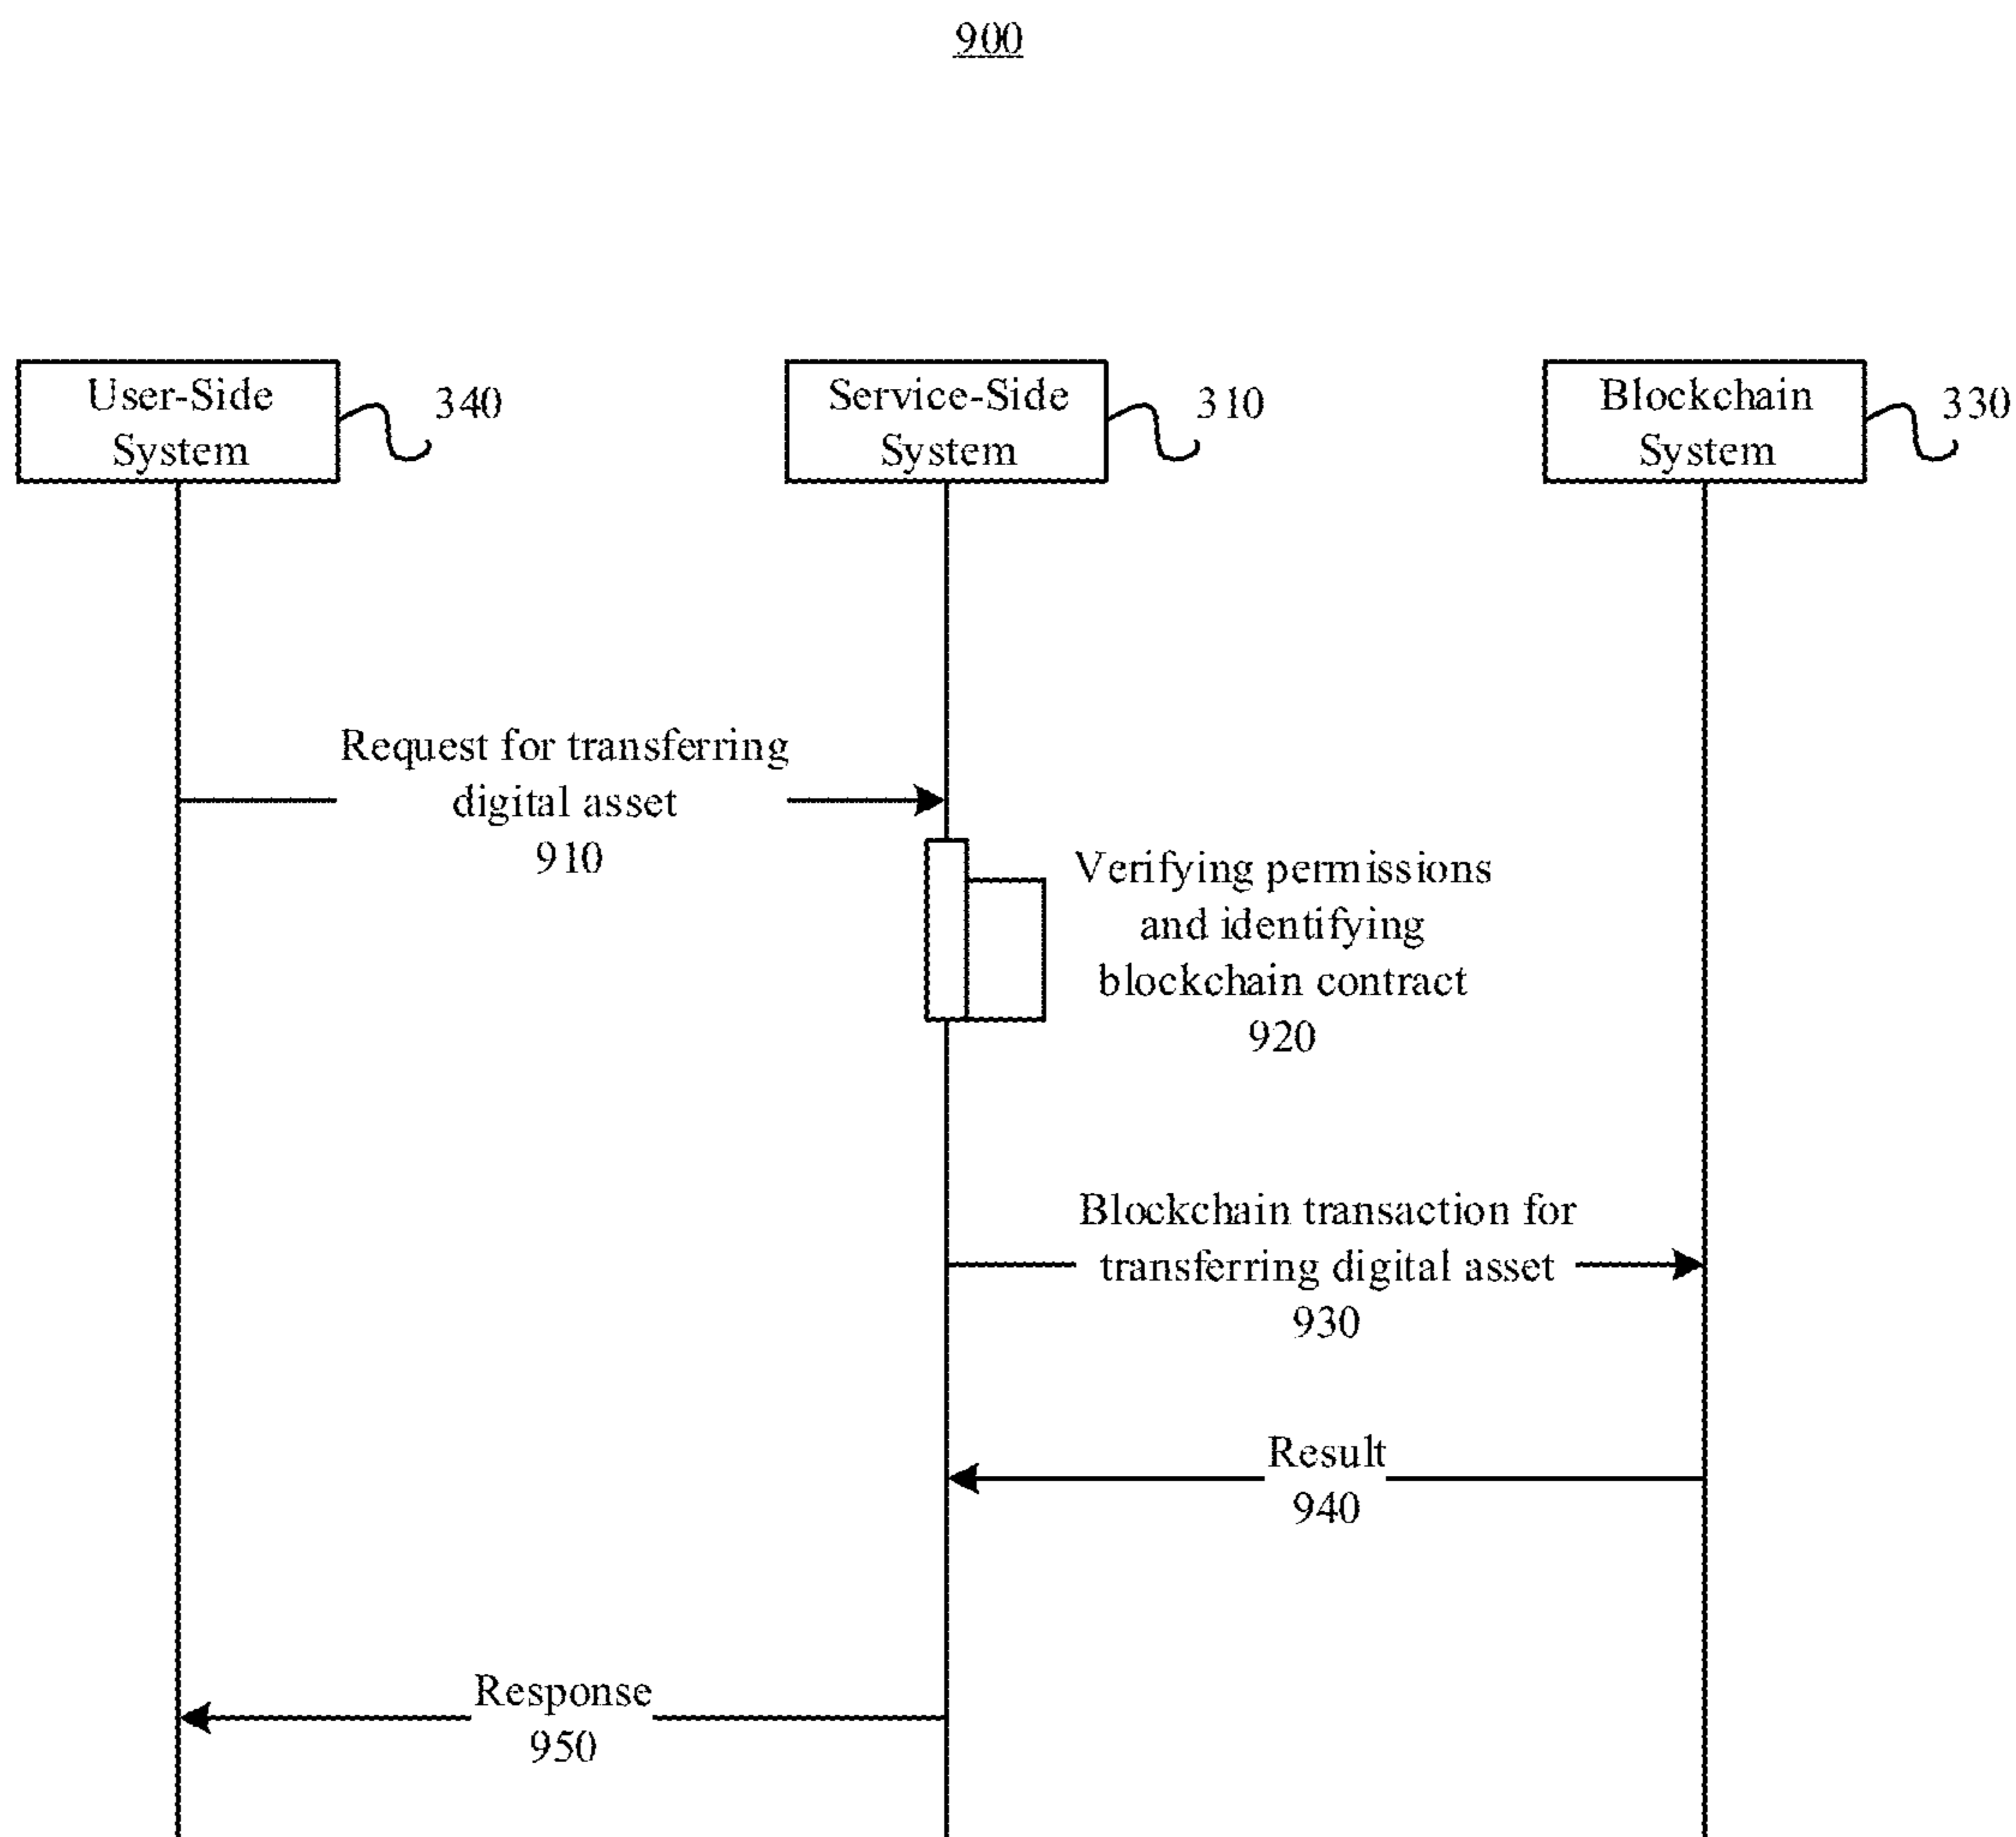 900
User-Side
System
340
Service-Side
System
310
Blockchain
System
330
Request for transferring
digital asset
910
Verifying permissions
and identifying
blockchain contract
920
Blockchain transaction for
transferring digital asset
930
Result
940
Response
950